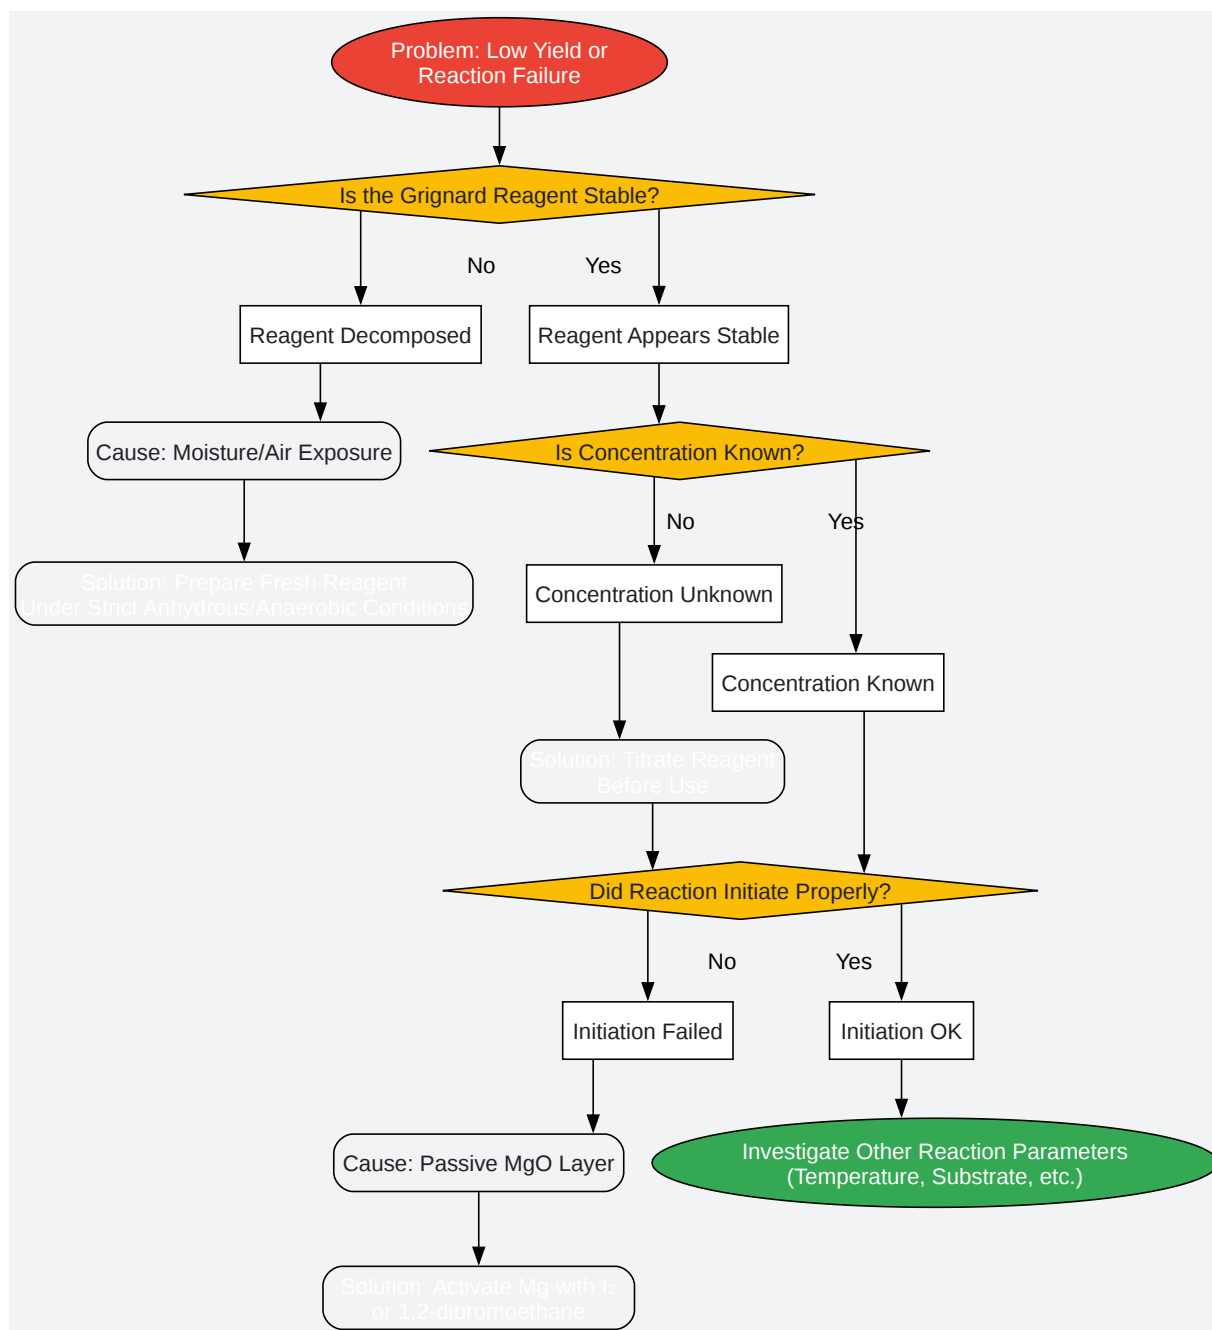 Problem: Low Yield or
Reaction Failure
Is the Grignard Reagent Stable?
No
Yes
Reagent Decomposed
Reagent Appears Stable
Cause: Moisture/Air Exposure
Is Concentration Known?
No
Yes
Solution: Prepare Fresh Reagent
Under Strict Anhydrous/Anaerobic Conditions
Concentration Unknown
Concentration Known
Solution: Titrate Reagent
Before Use
Did Reaction Initiate Properly?
No
Yes
Initiation Failed
Initiation OK
Cause: Passive MgO Layer
Investigate Other Reaction Parameters
(Temperature, Substrate, etc.)
Solution: Activate Mg with I₂
or 1,2-dibromoethane